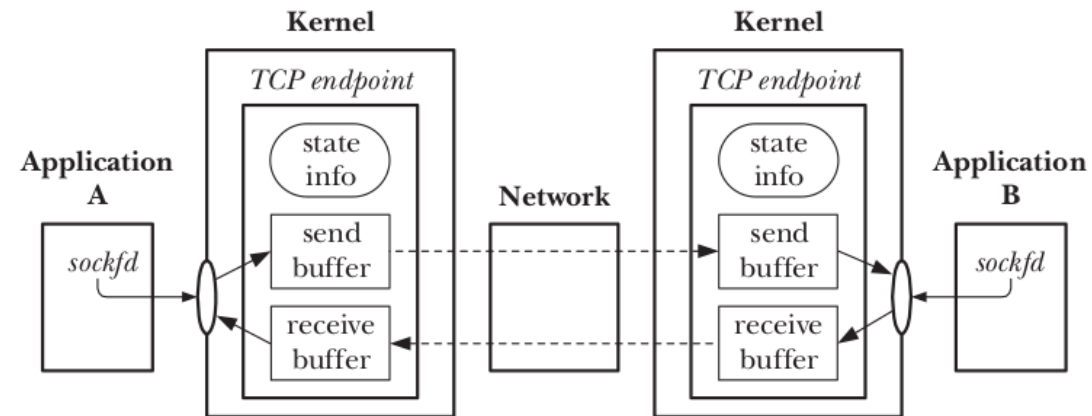 Kernel
TCP endpoint
state
info
send
buffer
receive
buffer
Application
A
sockfd
Network
Kernel
TCP endpoint
state
info
send
buffer
receive
buffer
Application
B
sockfd